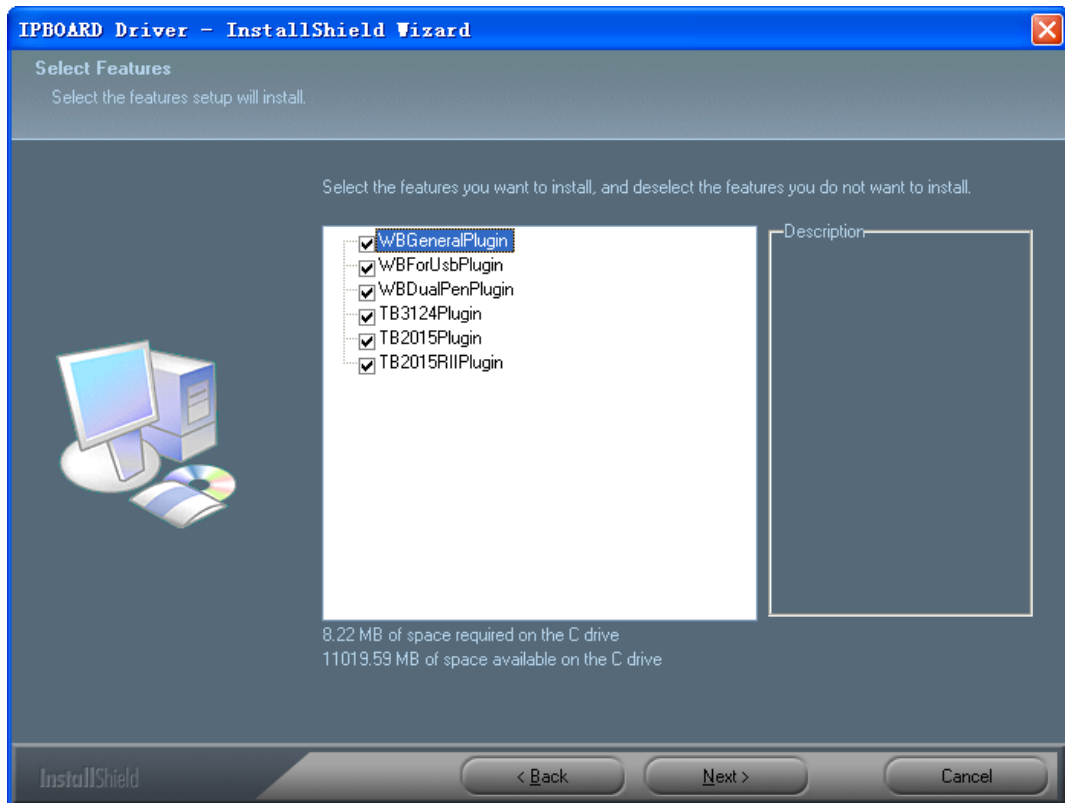 IPBOARD Driver - InstallShield Wizard
Select Features
Select the features setup will install.
Select the features you want to install, and deselect the features you do not want to install.
WBGeneralPlugin
WBForUsbPlugin
WBDualPenPlugin
TB3124Plugin
TB2015Plugin
TB2015RIIPlugin
Description
8.22 MB of space required on the C drive
11019.59 MB of space available on the C drive
InstallShield
< Back
Next >
Cancel